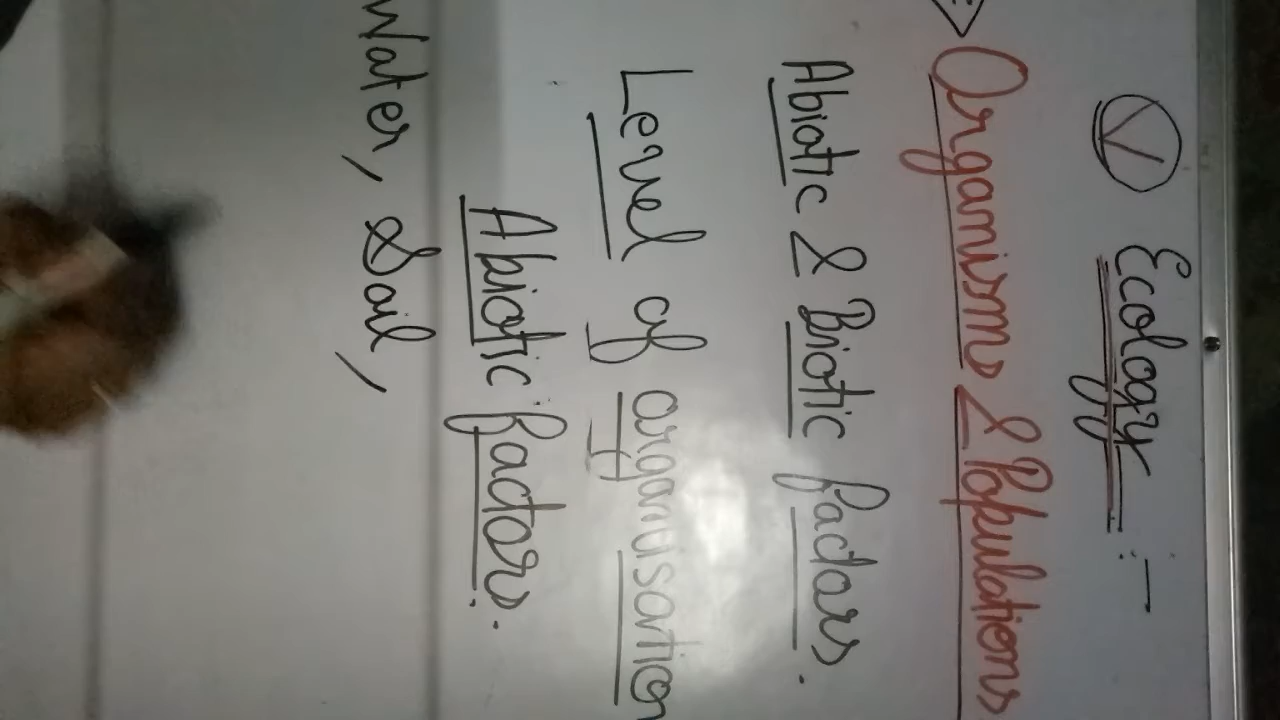 Ⓥ Ecology :-
⇒ Organisms & Populations
Abiotic & Biotic factors.
Level of organisation
Abiotic factors.
Water, Soil,